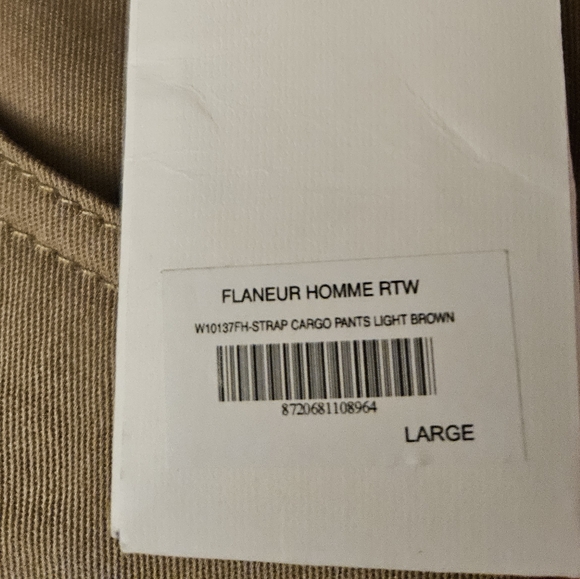 FLANEUR HOMME RTW
W10137FH-STRAP CARGO PANTS LIGHT BROWN
8720681108964
LARGE